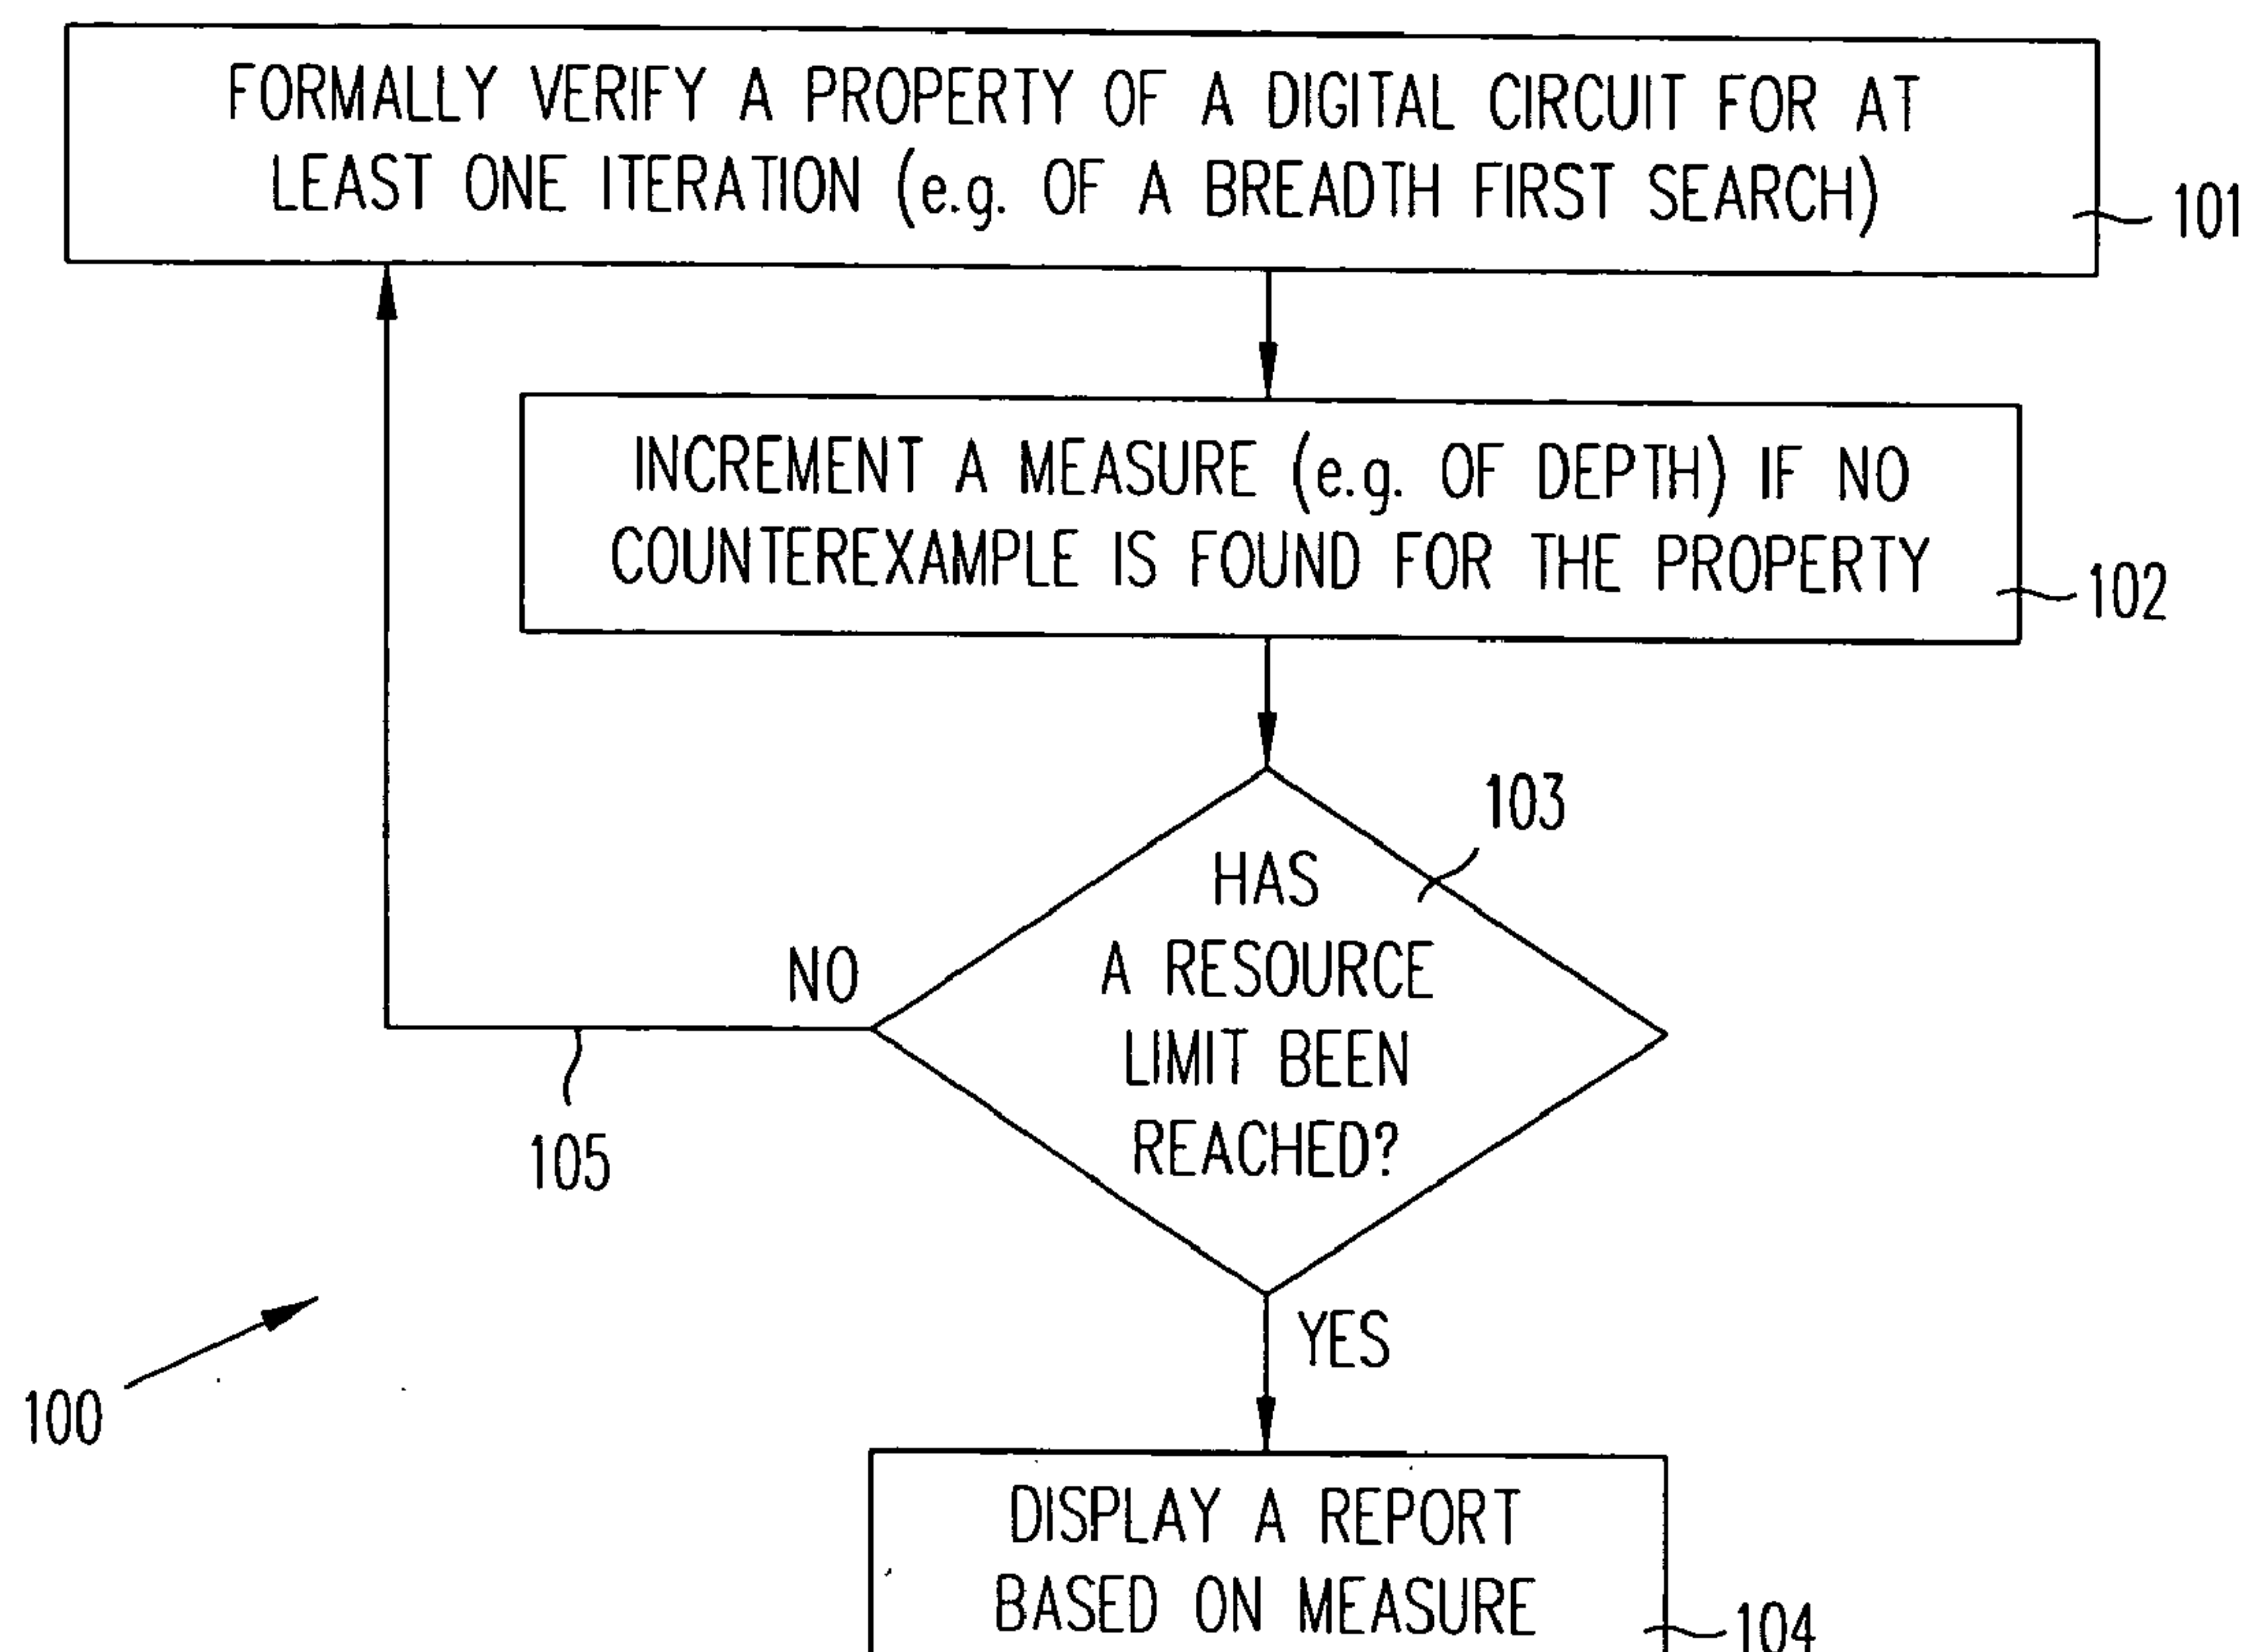 FORMALLY VERIFY A PROPERTY OF A DIGITAL CIRCUIT FOR AT
LEAST ONE ITERATION (e.g. OF A BREADTH FIRST SEARCH)
101
INCREMENT A MEASURE (e.g. OF DEPTH) IF NO
COUNTEREXAMPLE IS FOUND FOR THE PROPERTY
102
103
HAS
A RESOURCE
LIMIT BEEN
REACHED?
NO
105
YES
100
DISPLAY A REPORT
BASED ON MEASURE
104